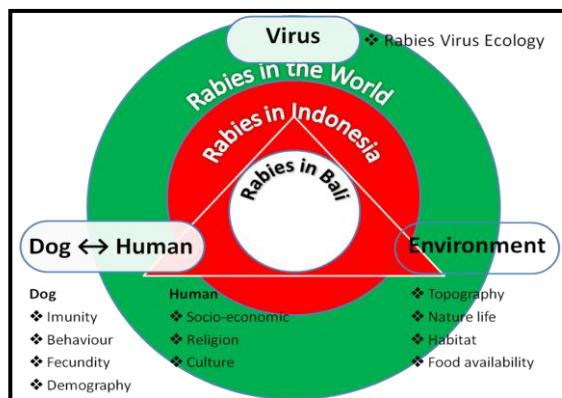 Virus
❖ Rabies Virus Ecology
Rabies in the World
Rabies in Indonesia
Rabies in Bali
Dog ↔ Human
Environment
Dog
❖ Imunity
❖ Behaviour
❖ Fecundity
❖ Demography
Human
❖ Socio-economic
❖ Religion
❖ Culture
❖ Topography
❖ Nature life
❖ Habitat
❖ Food availability